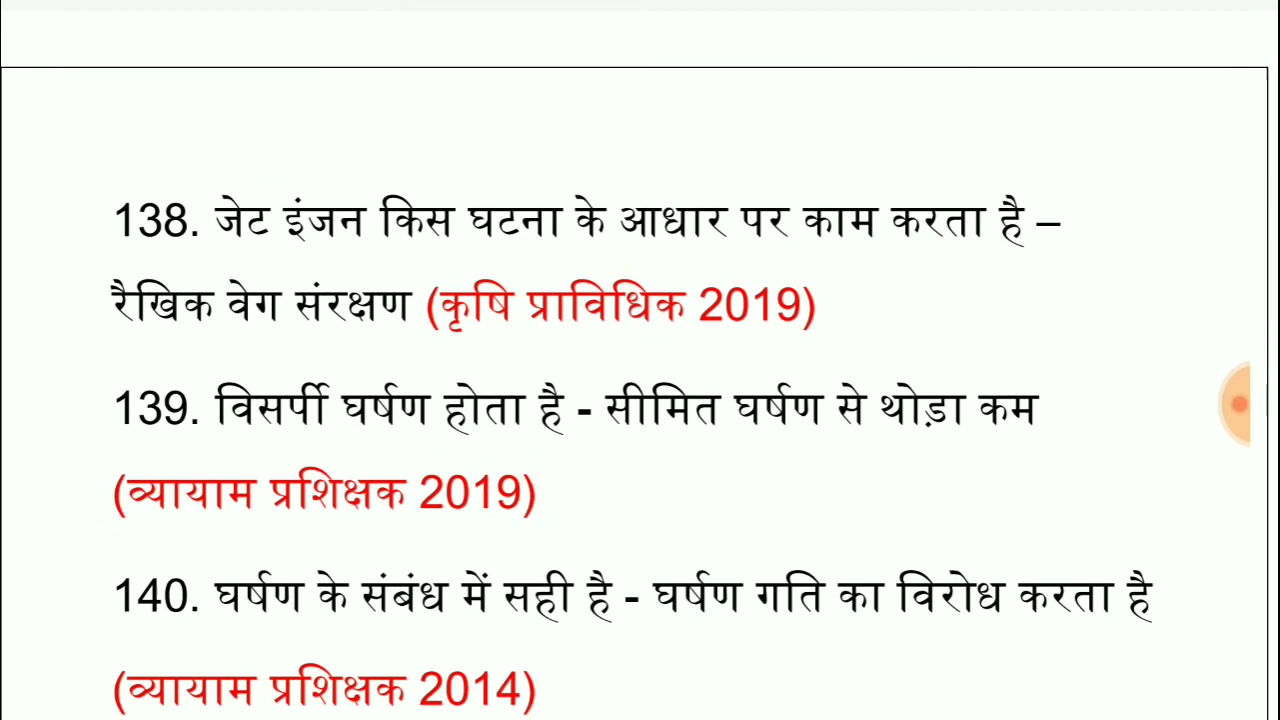 138. जेट इंजन किस घटना के आधार पर काम करता है –
रैखिक वेग संरक्षण (कृषि प्राविधिक 2019)
139. विसर्पी घर्षण होता है - सीमित घर्षण से थोड़ा कम
(व्यायाम प्रशिक्षक 2019)
140. घर्षण के संबंध में सही है - घर्षण गति का विरोध करता है
(व्यायाम प्रशिक्षक 2014)